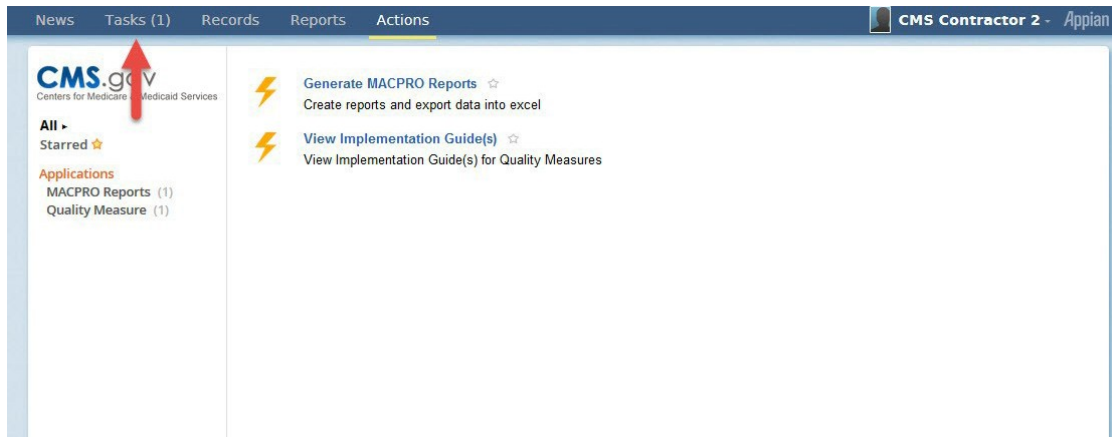 News Tasks (1) Records Reports Actions CMS Contractor 2 - Appian
CMS.gov
Centers for Medicare & Medicaid Services
All ▸
Starred
Applications
MACPRO Reports (1)
Quality Measure (1)
Generate MACPRO Reports
Create reports and export data into excel
View Implementation Guide(s)
View Implementation Guide(s) for Quality Measures